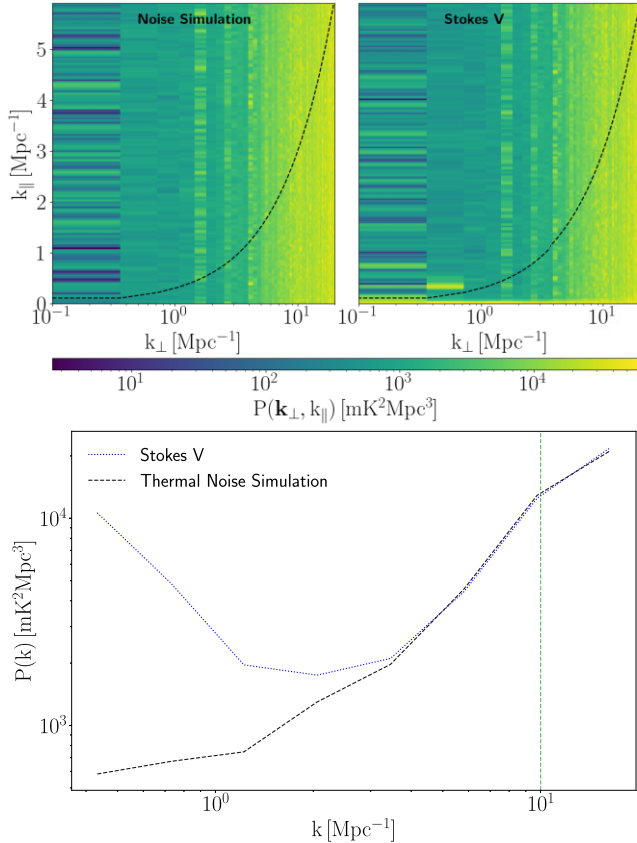 Noise Simulation
Stokes V
k∥ [Mpc⁻¹]
5
4
3
2
1
0
10⁻¹ 10⁰ 10¹
10⁻¹ 10⁰ 10¹
k⊥ [Mpc⁻¹]
k⊥ [Mpc⁻¹]
10¹ 10² 10³ 10⁴
P(k⊥, k∥) [mK²Mpc³]
Stokes V
Thermal Noise Simulation
P(k) [mK²Mpc³]
10⁴
10³
10⁰ 10¹
k [Mpc⁻¹]